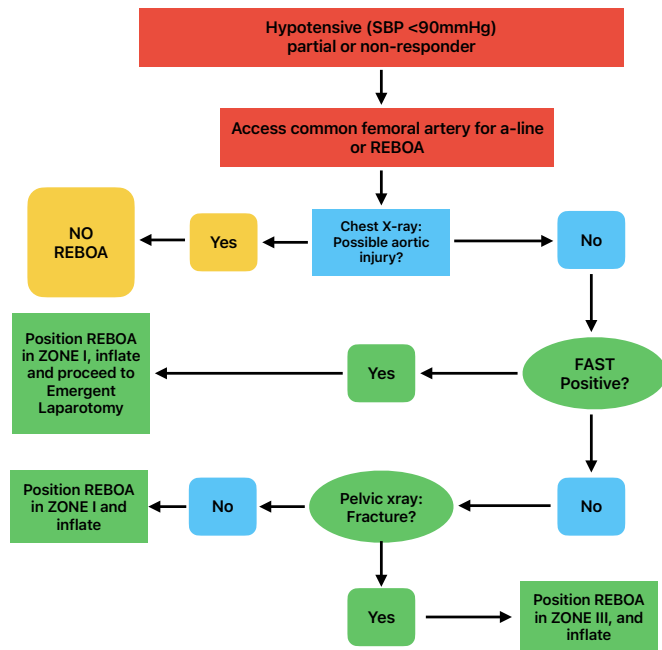 Hypotensive (SBP <90mmHg)
partial or non-responder
Access common femoral artery for a-line
or REBOA
NO
REBOA
Yes
Chest X-ray:
Possible aortic
injury?
No
Position REBOA
in ZONE I, inflate
and proceed to
Emergent
Laparotomy
Yes
FAST
Positive?
Position REBOA
in ZONE I and
inflate
No
Pelvic xray:
Fracture?
No
Yes
Position REBOA
in ZONE III, and
inflate